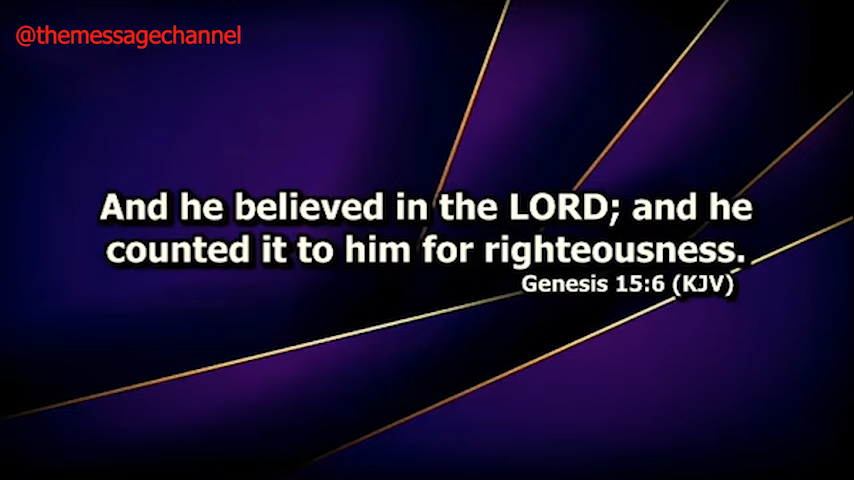 @themessagechannel
And he believed in the LORD; and he
counted it to him for righteousness.
Genesis 15:6 (KJV)